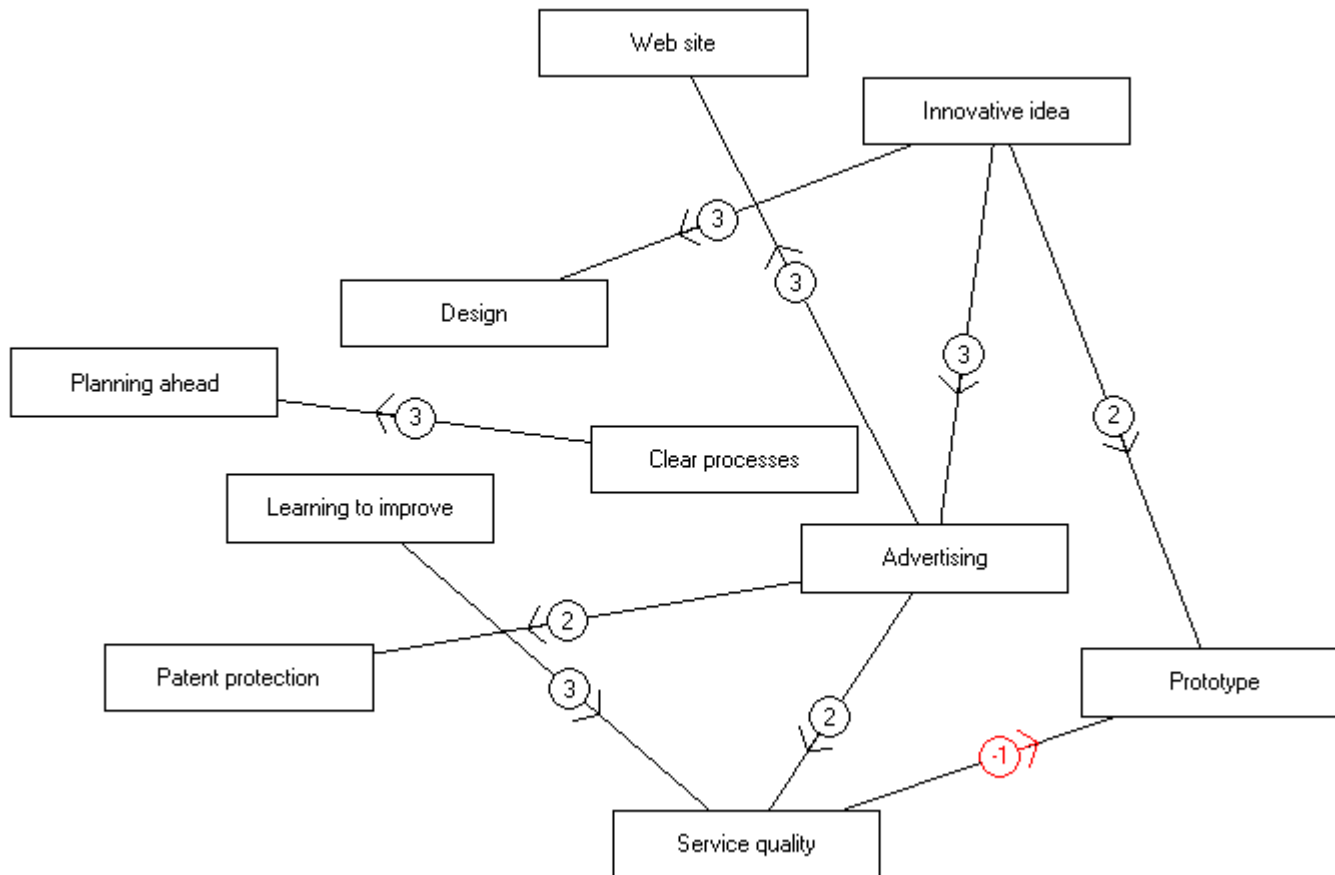 Web site
Innovative idea
3
3
Design
3
Planning ahead
3
2
Clear processes
Learning to improve
Advertising
2
Patent protection
3
2
Prototype
-1
Service quality